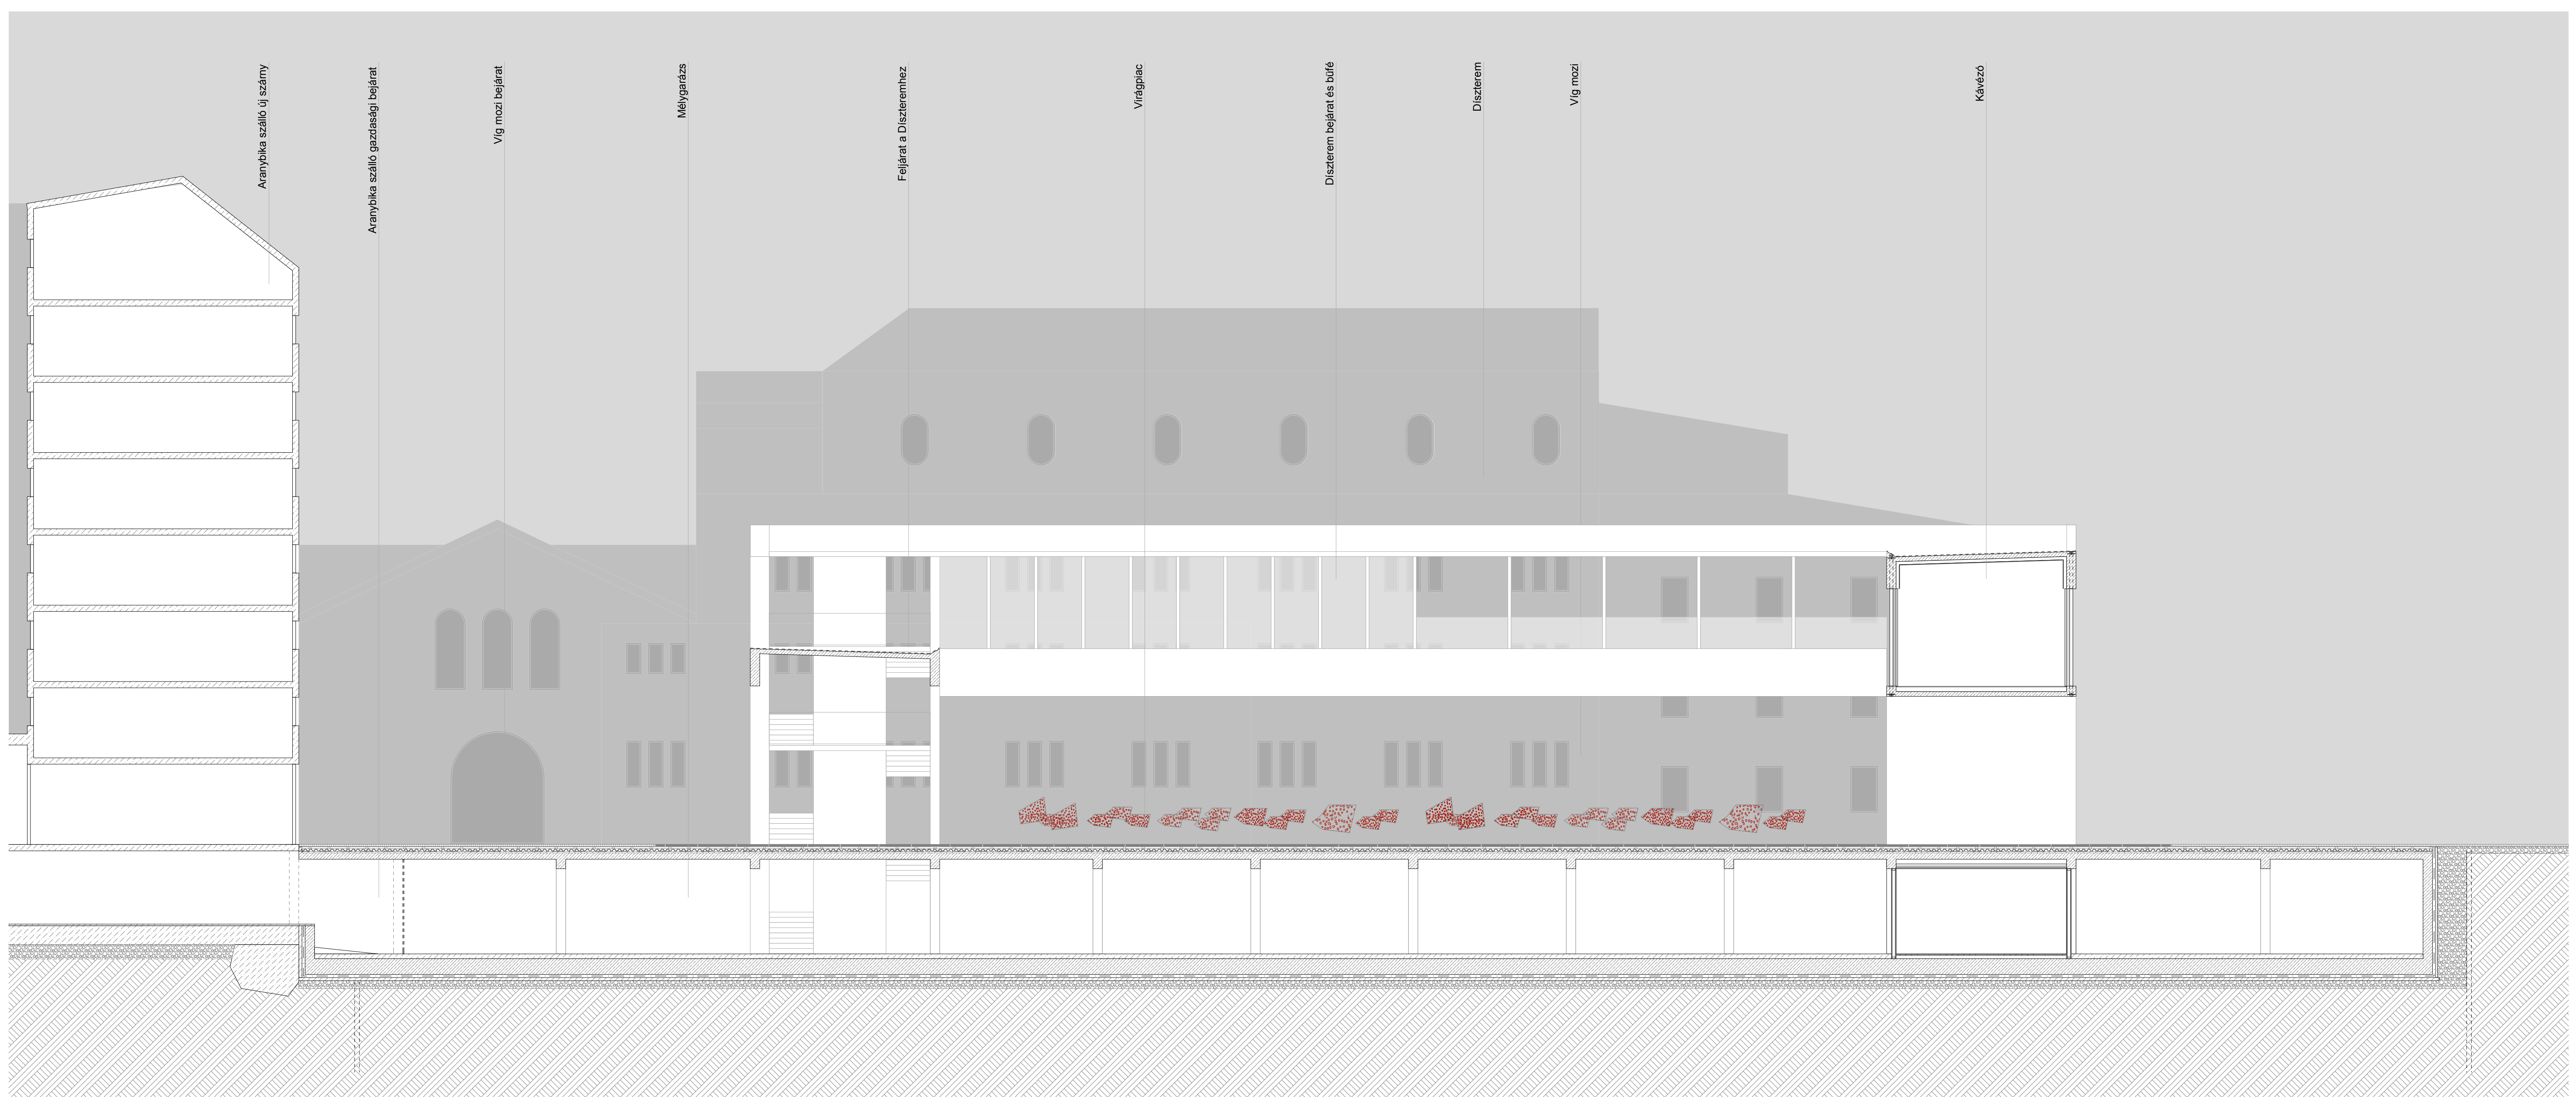 Aranybika szálló új szárny
Aranybika szálló gazdasági bejárat
Víg mozi bejárat
Mélygarázs
Feljárat a Díszteremhez
Virágpiac
Díszterem bejárat és büfé
Díszterem
Víg mozi
Kávézó